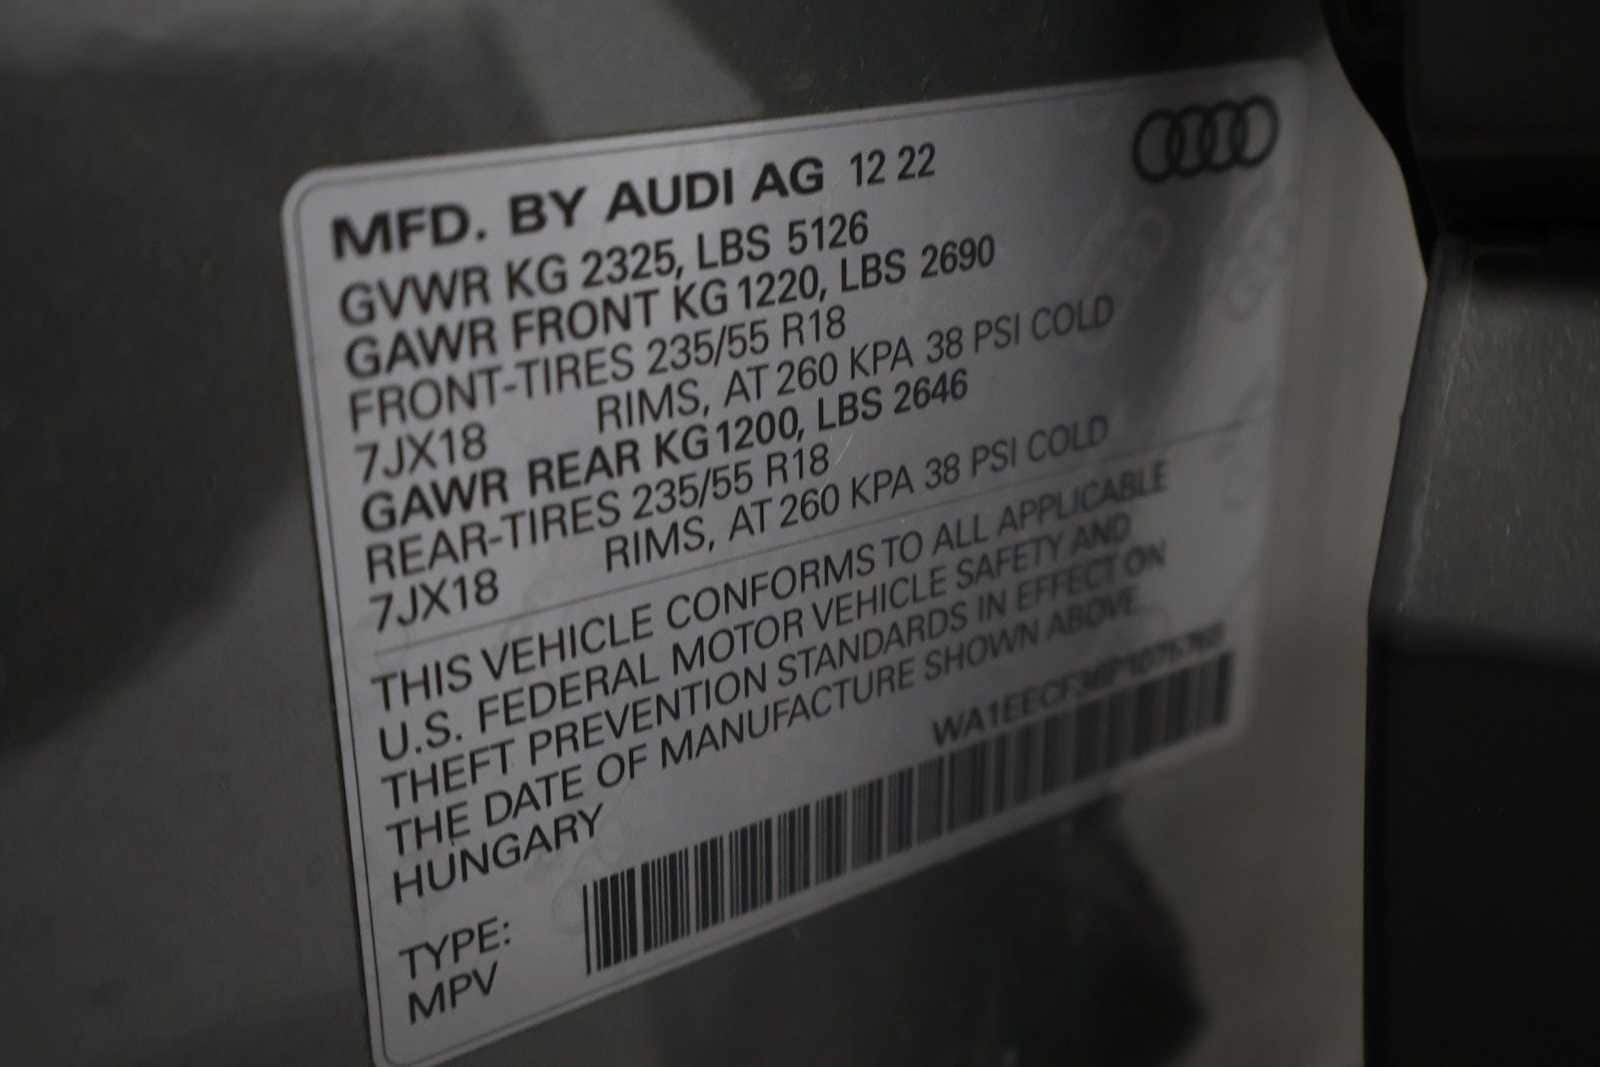 MFD. BY AUDI AG 12 22
GVWR KG 2325, LBS 5126
GAWR FRONT KG 1220, LBS 2690
FRONT-TIRES 235/55 R18
7JX18 RIMS, AT 260 KPA 38 PSI COLD
GAWR REAR KG 1200, LBS 2646
REAR-TIRES 235/55 R18
7JX18 RIMS, AT 260 KPA 38 PSI COLD
THIS VEHICLE CONFORMS TO ALL APPLICABLE
U.S. FEDERAL MOTOR VEHICLE SAFETY AND
THEFT PREVENTION STANDARDS IN EFFECT ON
THE DATE OF MANUFACTURE SHOWN ABOVE.
HUNGARY
TYPE:
MPV